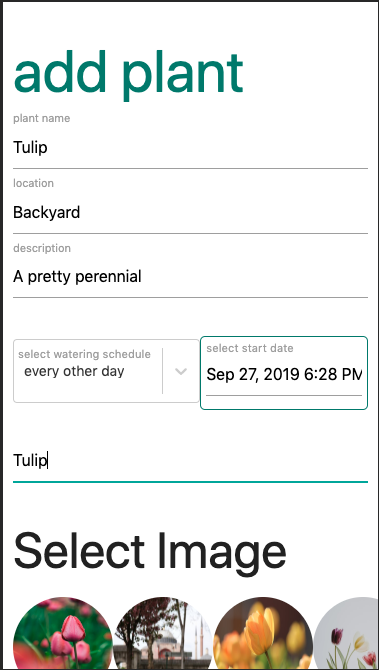 add plant
plant name
Tulip
location
Backyard
description
A pretty perennial
select watering schedule
every other day
select start date
Sep 27, 2019 6:28 PM
Tulip
Select Image